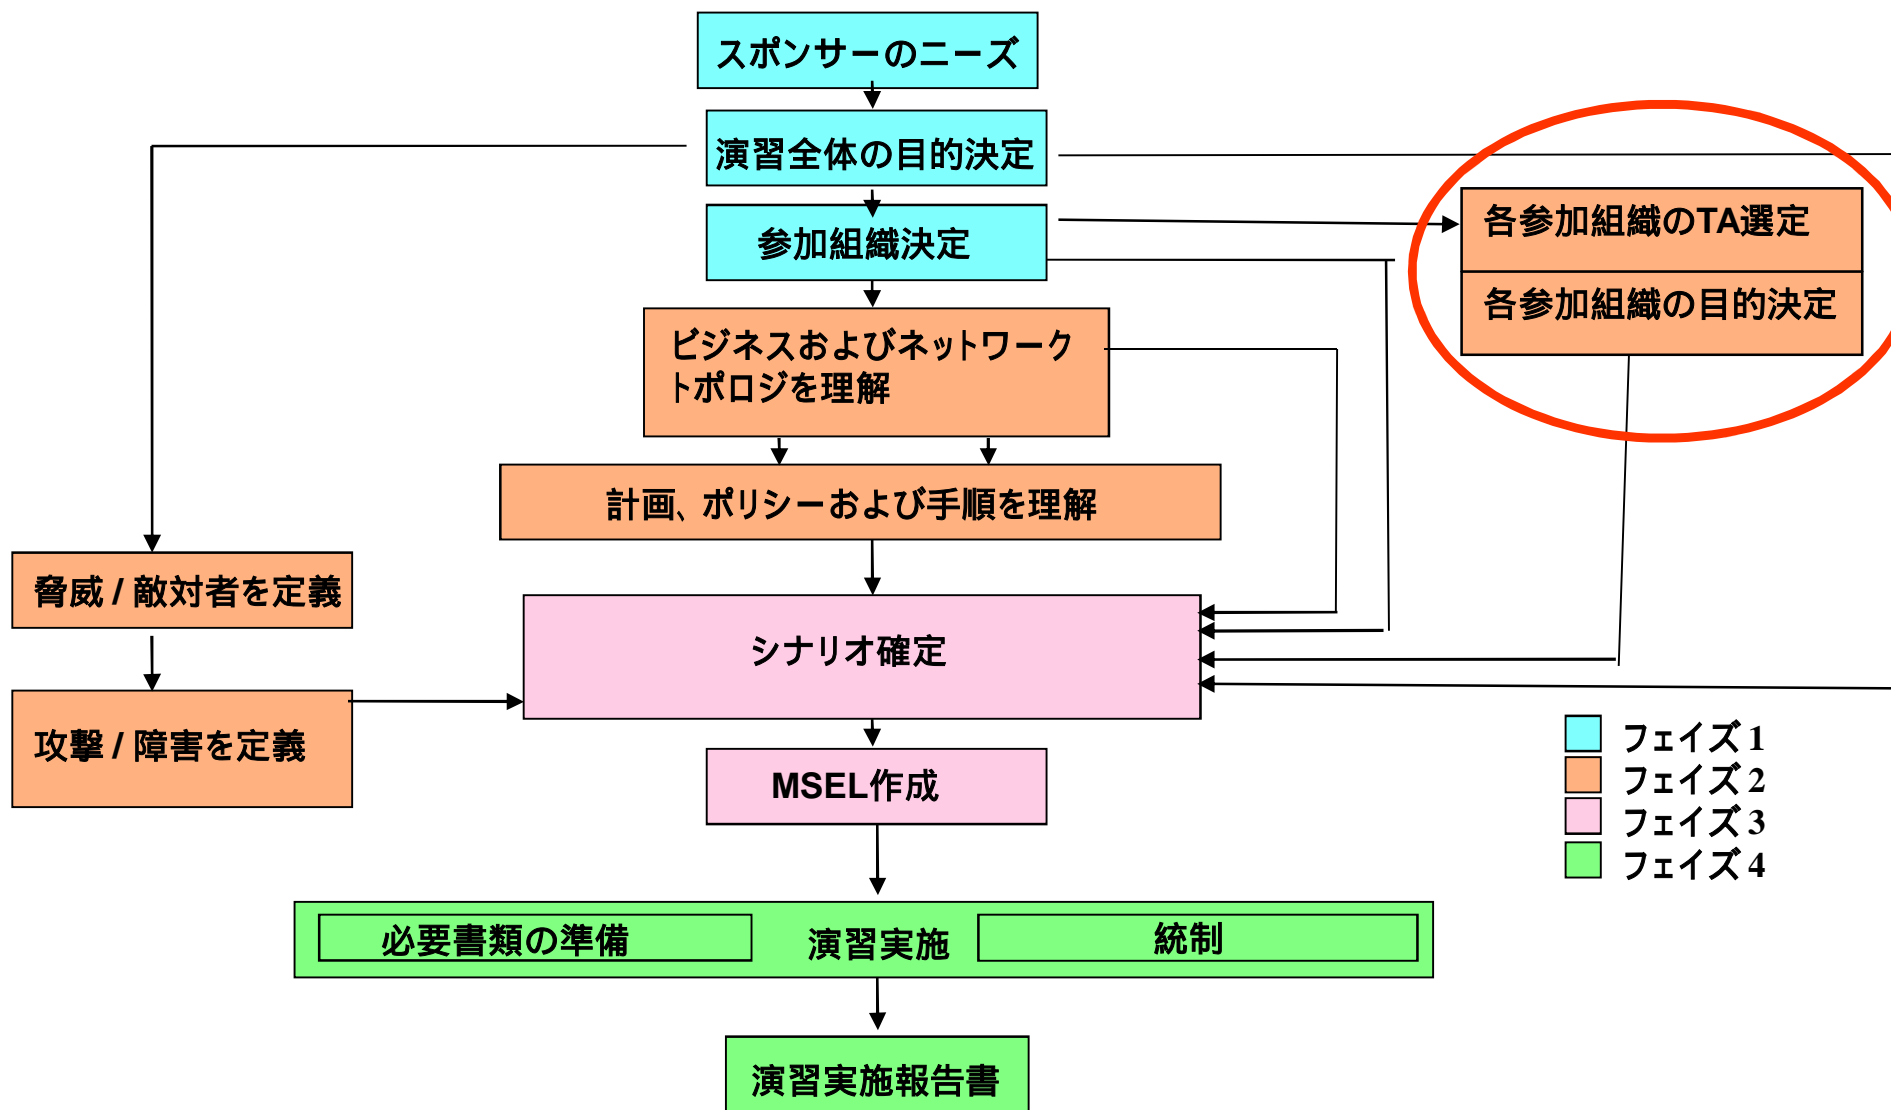 スポンサーのニーズ
演習全体の目的決定
参加組織決定
各参加組織のTA選定
各参加組織の目的決定
ビジネスおよびネットワーク
トポロジを理解
計画、ポリシーおよび手順を理解
脅威 / 敵対者を定義
シナリオ確定
攻撃 / 障害を定義
MSEL作成
フェイズ 1
フェイズ 2
フェイズ 3
フェイズ 4
必要書類の準備
演習実施
統制
演習実施報告書